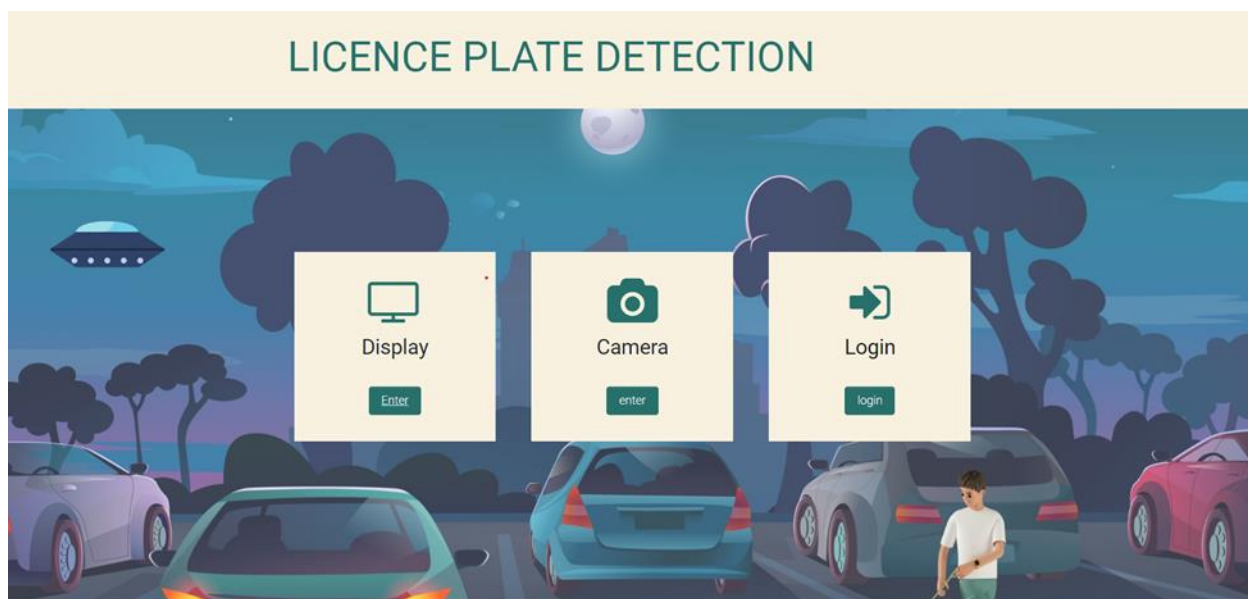 LICENCE PLATE DETECTION
Display
Enter
Camera
enter
Login
login